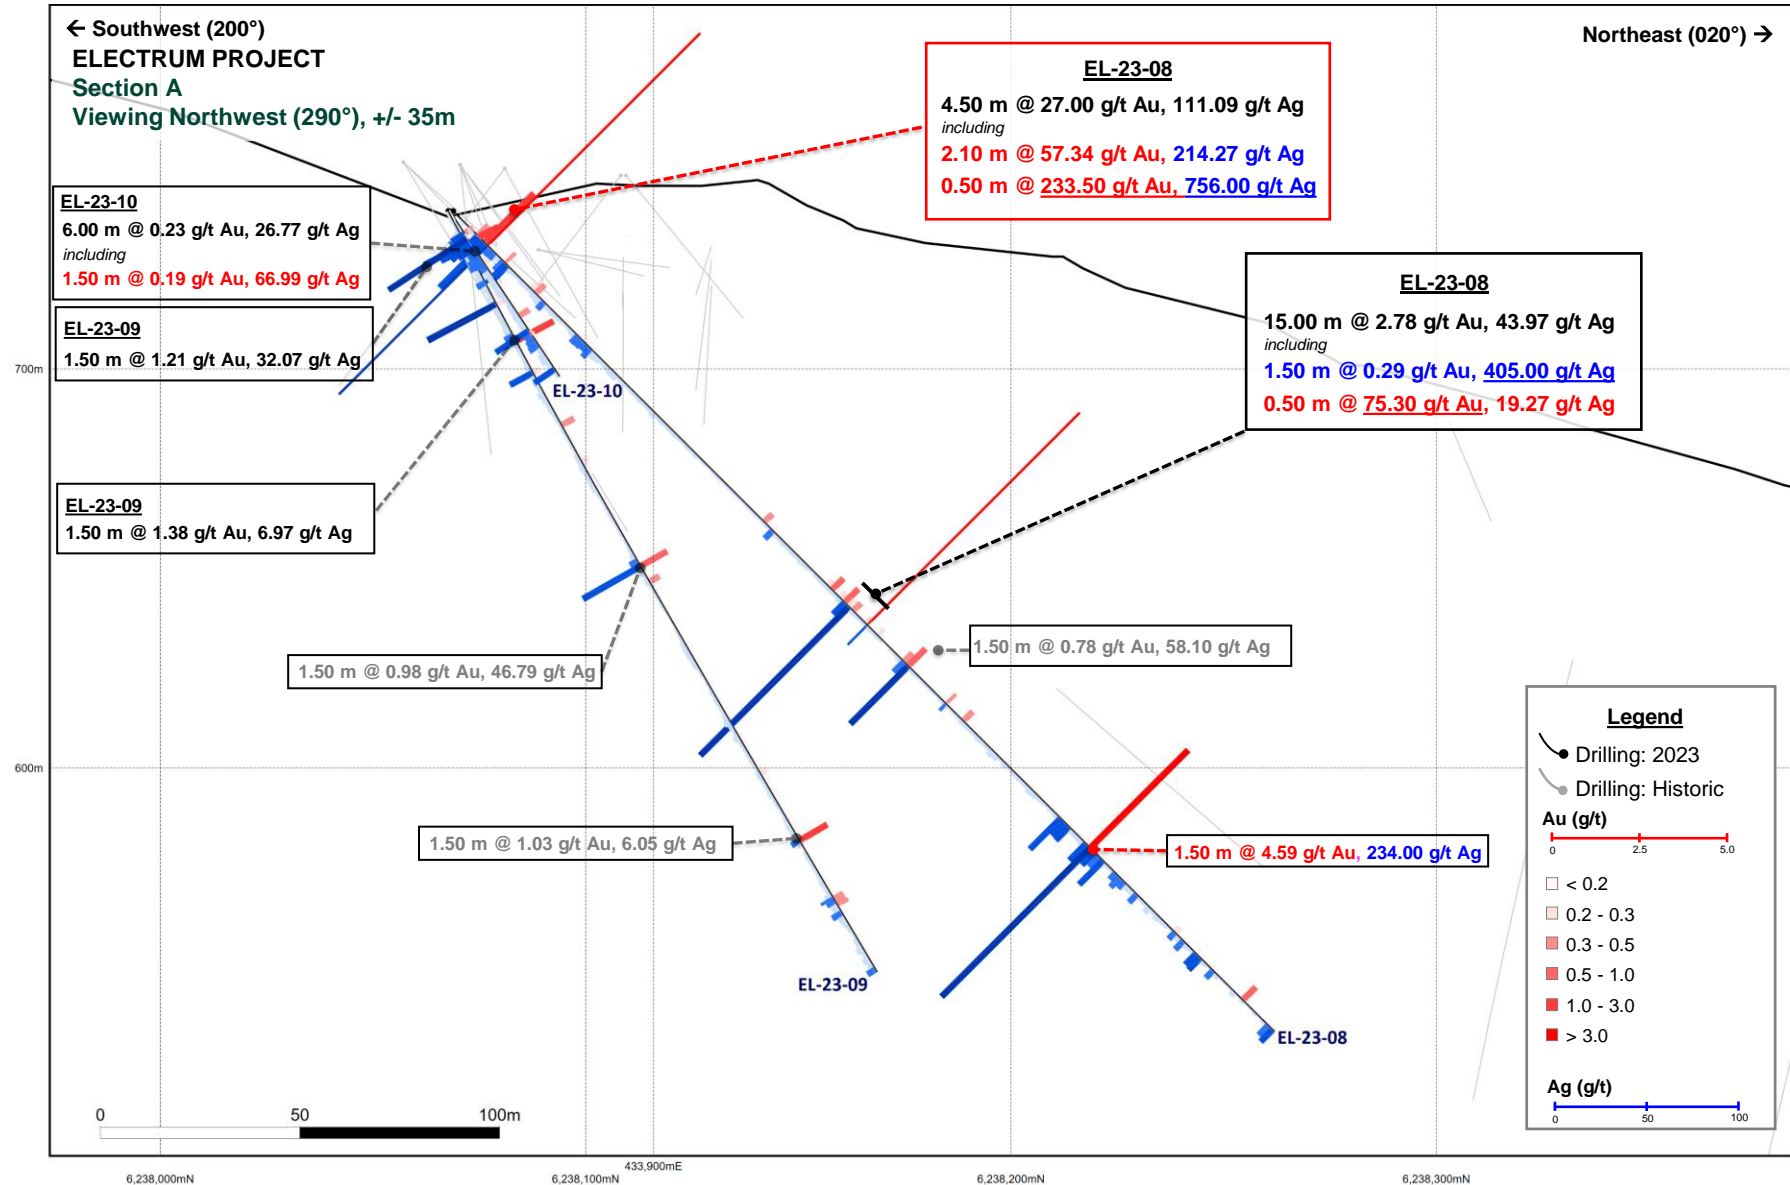 ← Southwest (200°)
Northeast (020°) →
ELECTRUM PROJECT
Section A
Viewing Northwest (290°), +/- 35m
EL-23-08
4.50 m @ 27.00 g/t Au, 111.09 g/t Ag
including
2.10 m @ 57.34 g/t Au, 214.27 g/t Ag
0.50 m @ 233.50 g/t Au, 756.00 g/t Ag
EL-23-10
6.00 m @ 0.23 g/t Au, 26.77 g/t Ag
including
1.50 m @ 0.19 g/t Au, 66.99 g/t Ag
EL-23-08
15.00 m @ 2.78 g/t Au, 43.97 g/t Ag
including
1.50 m @ 0.29 g/t Au, 405.00 g/t Ag
0.50 m @ 75.30 g/t Au, 19.27 g/t Ag
EL-23-09
1.50 m @ 1.21 g/t Au, 32.07 g/t Ag
700m
EL-23-10
EL-23-09
1.50 m @ 1.38 g/t Au, 6.97 g/t Ag
1.50 m @ 0.98 g/t Au, 46.79 g/t Ag
1.50 m @ 0.78 g/t Au, 58.10 g/t Ag
600m
1.50 m @ 1.03 g/t Au, 6.05 g/t Ag
1.50 m @ 4.59 g/t Au, 234.00 g/t Ag
EL-23-09
EL-23-08
Legend
Drilling: 2023
Drilling: Historic
Au (g/t)
0 2.5 5.0
< 0.2
0.2 - 0.3
0.3 - 0.5
0.5 - 1.0
1.0 - 3.0
> 3.0
Ag (g/t)
0 50 100
0 50 100m
433,900mE
6,238,000mN 6,238,100mN 6,238,200mN 6,238,300mN